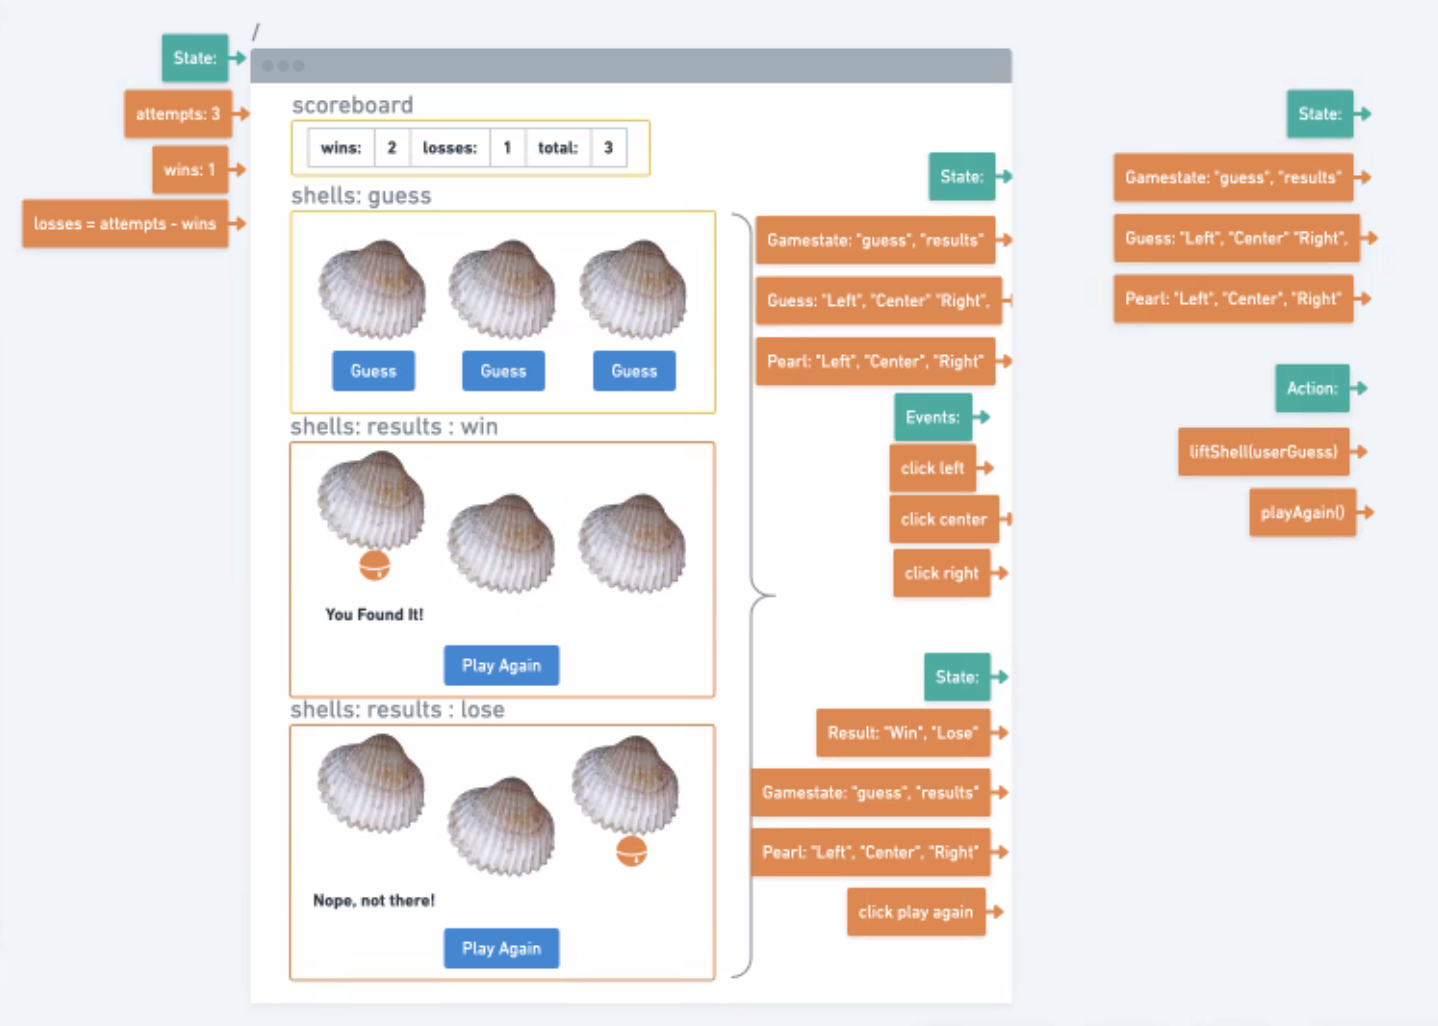 /
State:
attempts: 3
wins: 1
losses = attempts - wins
scoreboard
wins: 2 losses: 1 total: 3
shells: guess
Guess Guess Guess
shells: results : win
You Found It!
Play Again
shells: results : lose
Nope, not there!
Play Again
State:
Gamestate: "guess", "results"
Guess: "Left", "Center" "Right",
Pearl: "Left", "Center", "Right"
Events:
click left
click center
click right
State:
Result: "Win", "Lose"
Gamestate: "guess", "results"
Pearl: "Left", "Center", "Right"
click play again
State:
Gamestate: "guess", "results"
Guess: "Left", "Center" "Right",
Pearl: "Left", "Center", "Right"
Action:
liftShell(userGuess)
playAgain()